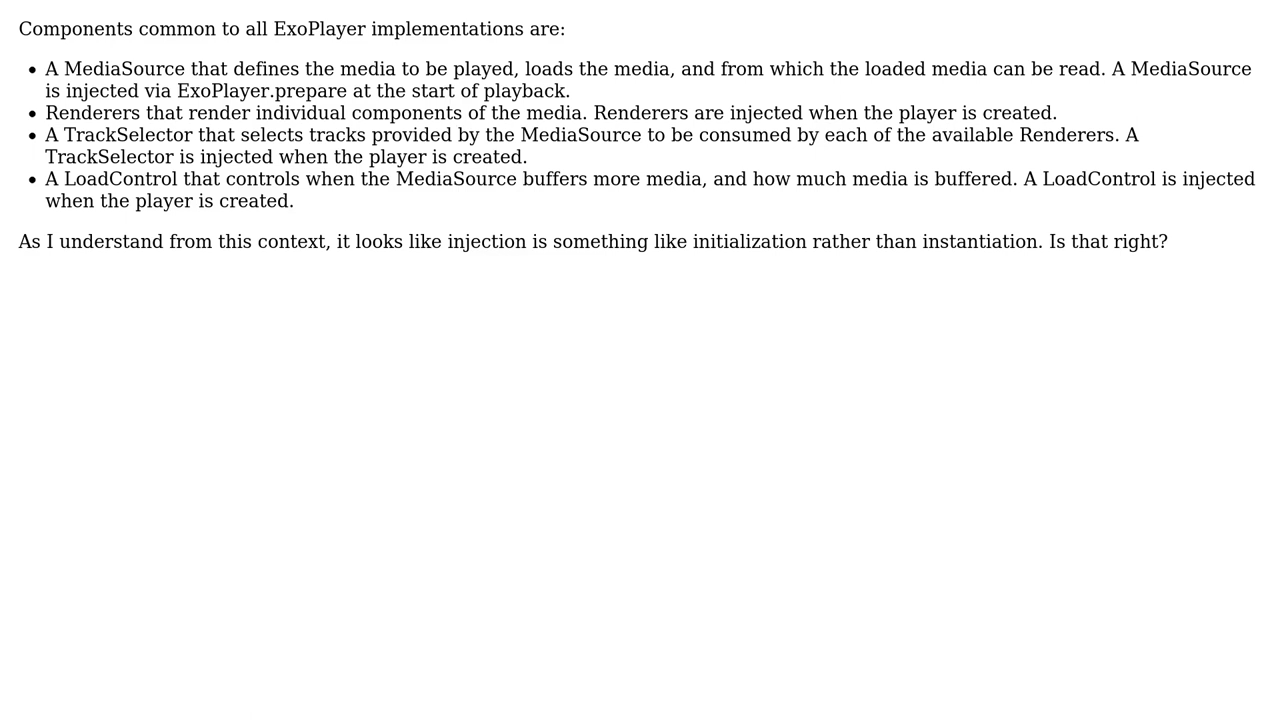 Components common to all ExoPlayer implementations are:
• A MediaSource that defines the media to be played, loads the media, and from which the loaded media can be read. A MediaSource
is injected via ExoPlayer.prepare at the start of playback.
• Renderers that render individual components of the media. Renderers are injected when the player is created.
• A TrackSelector that selects tracks provided by the MediaSource to be consumed by each of the available Renderers. A
TrackSelector is injected when the player is created.
• A LoadControl that controls when the MediaSource buffers more media, and how much media is buffered. A LoadControl is injected
when the player is created.
As I understand from this context, it looks like injection is something like initialization rather than instantiation. Is that right?